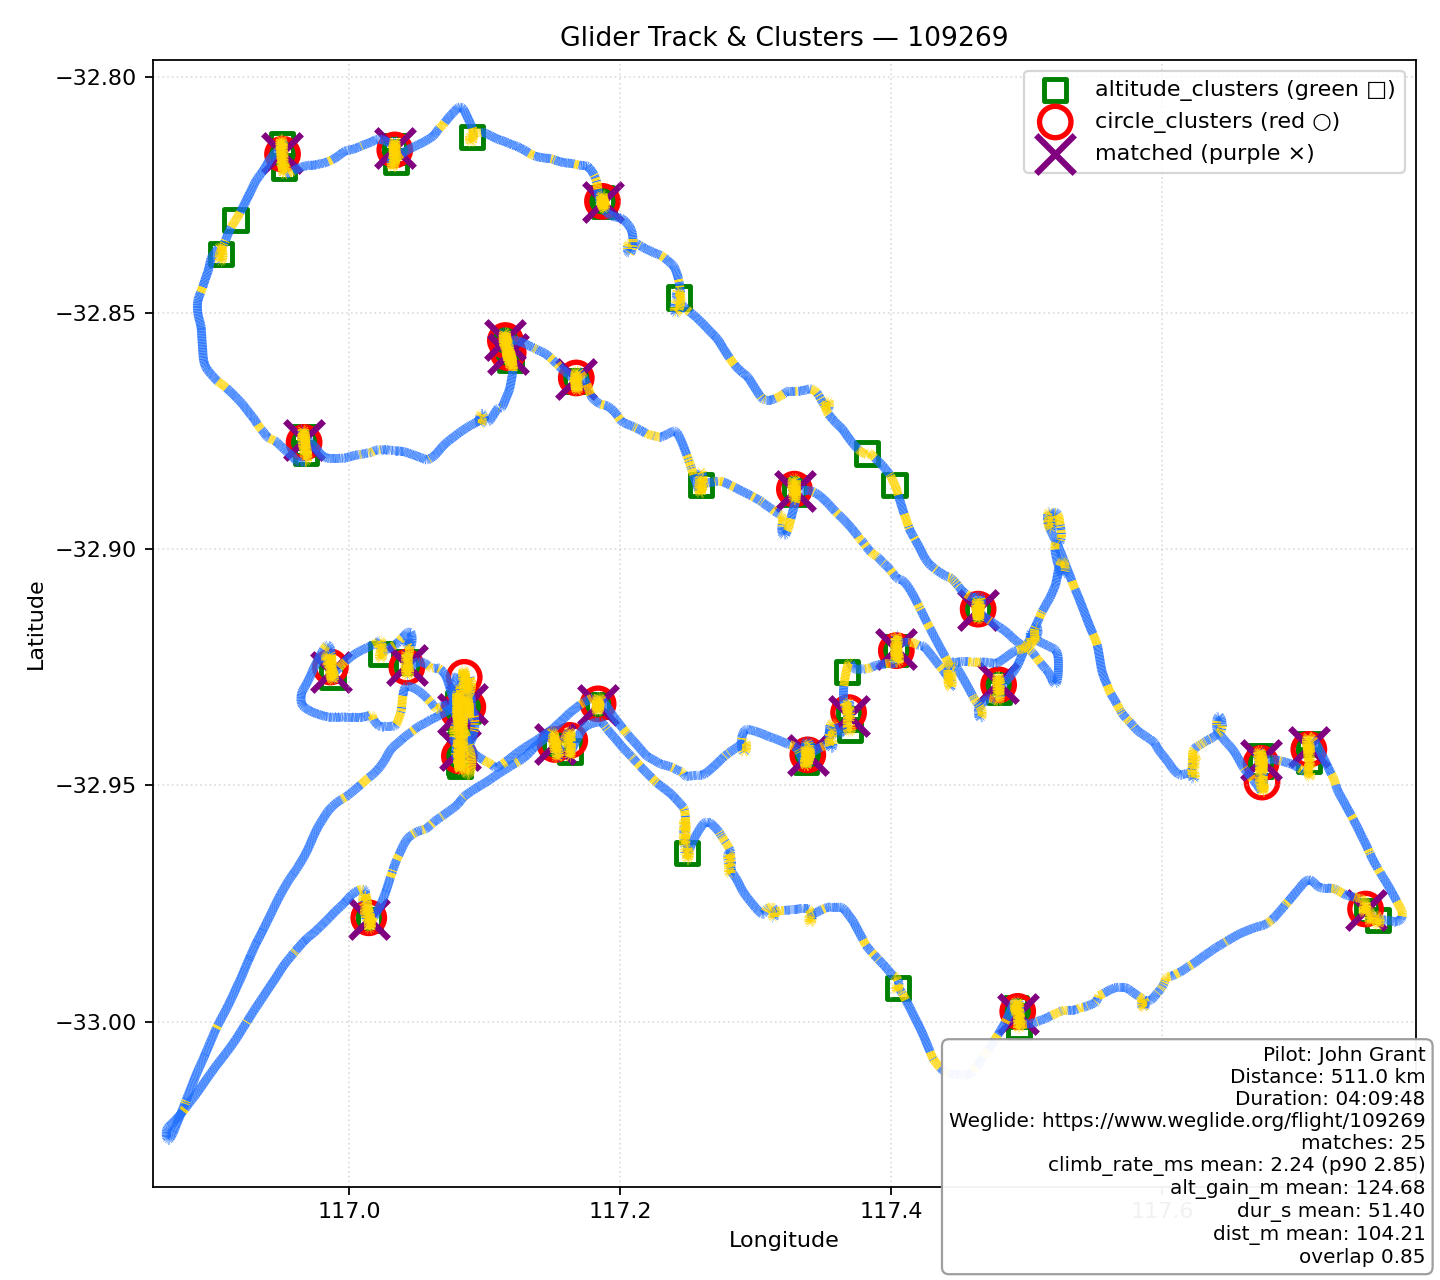 Glider Track & Clusters — 109269
altitude_clusters (green □)
circle_clusters (red ○)
matched (purple ×)
−32.80
−32.85
−32.90
−32.95
−33.00
Latitude
117.0
117.2
117.4
117.6
Longitude
Pilot: John Grant
Distance: 511.0 km
Duration: 04:09:48
Weglide: https://www.weglide.org/flight/109269
matches: 25
climb_rate_ms mean: 2.24 (p90 2.85)
alt_gain_m mean: 124.68
dur_s mean: 51.40
dist_m mean: 104.21
overlap 0.85